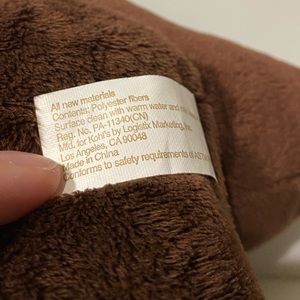 All new materials
Contents: Polyester fibers
Surface clean with warm water and
Reg. No. PA-11340(CN)
Mfd. for Kohl's by Logistix Marketing, Inc.
Los Angeles, CA 90048
Made in China
Conforms to safety requirements of ASTM